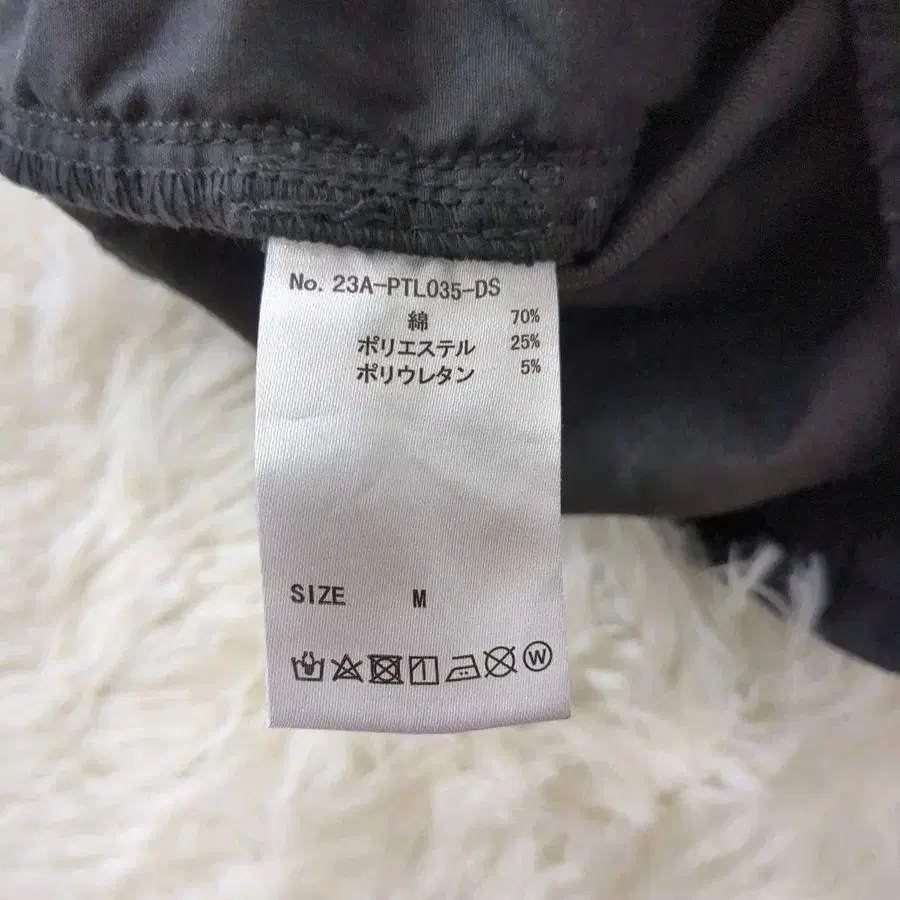 No. 23A-PTL035-DS
綿 70%
ポリエステル 25%
ポリウレタン 5%
SIZE M
W